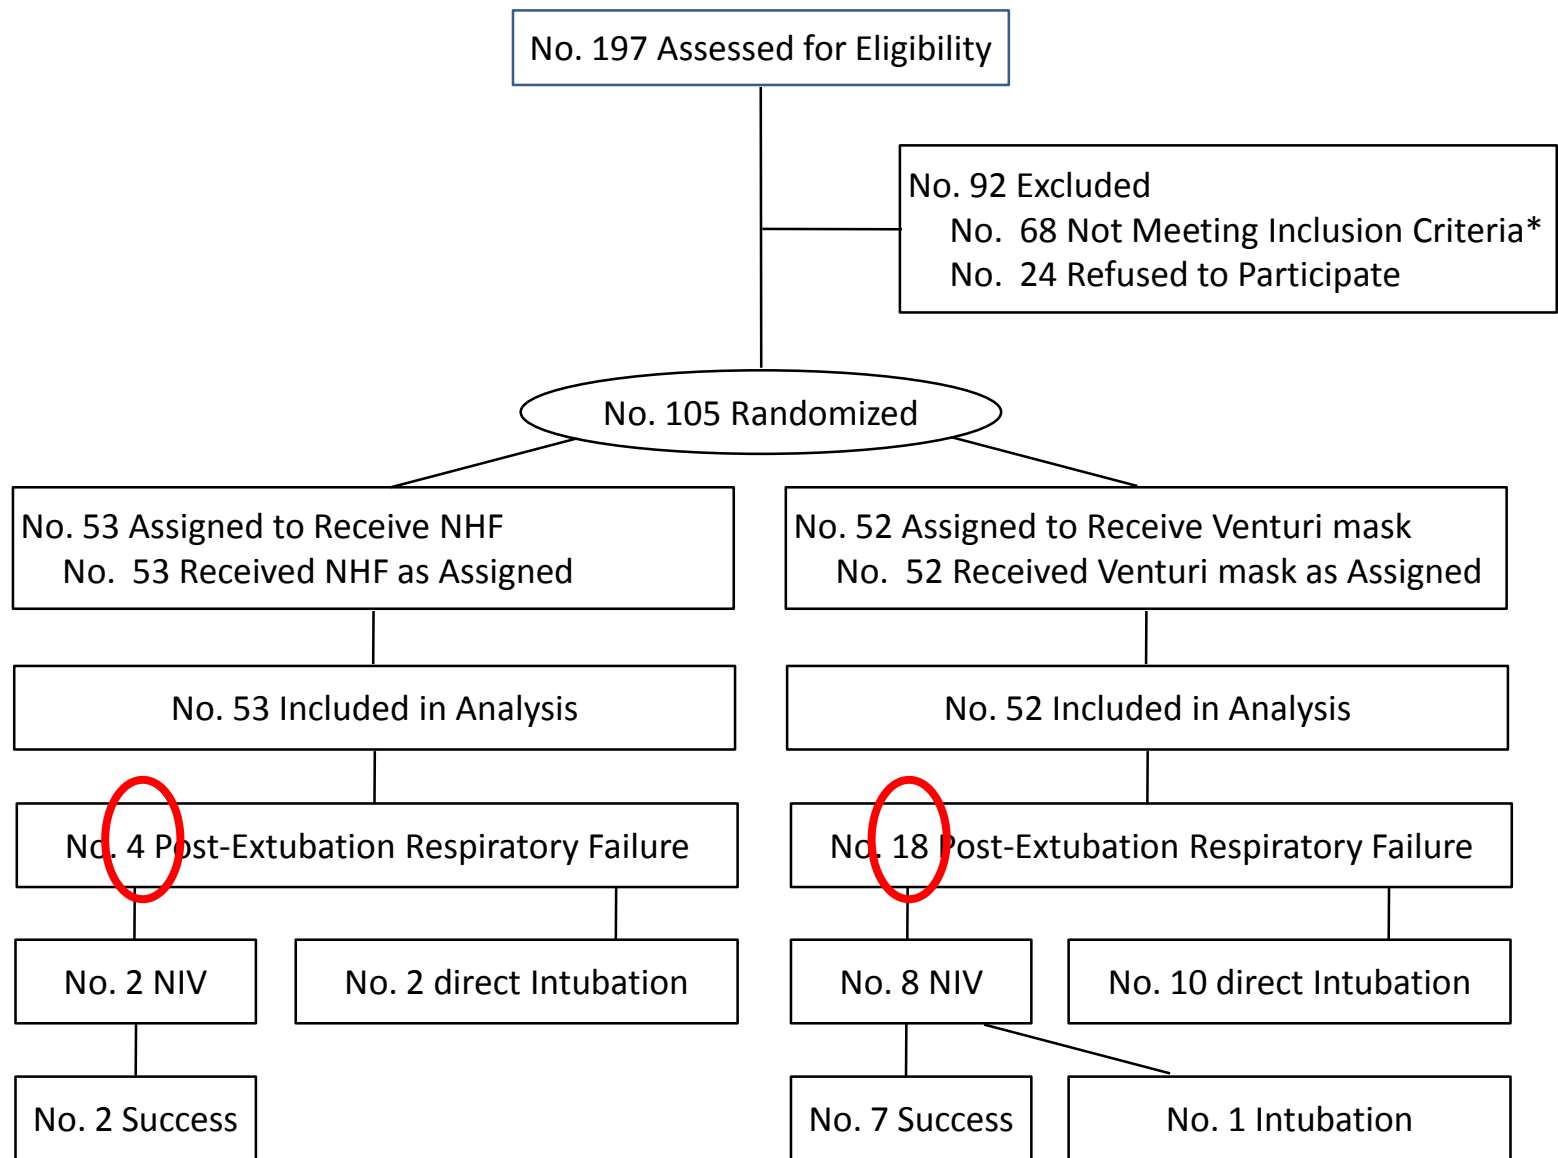 No. 197 Assessed for Eligibility
No. 92 Excluded
No. 68 Not Meeting Inclusion Criteria*
No. 24 Refused to Participate
No. 105 Randomized
No. 53 Assigned to Receive NHF
No. 53 Received NHF as Assigned
No. 52 Assigned to Receive Venturi mask
No. 52 Received Venturi mask as Assigned
No. 53 Included in Analysis
No. 52 Included in Analysis
No. 4 Post-Extubation Respiratory Failure
No. 18 Post-Extubation Respiratory Failure
No. 2 NIV
No. 2 direct Intubation
No. 8 NIV
No. 10 direct Intubation
No. 2 Success
No. 7 Success
No. 1 Intubation